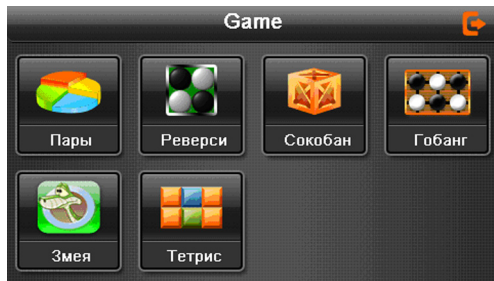 Game
Пары
Реверси
Сокобан
Гобанг
Змея
Тетрис